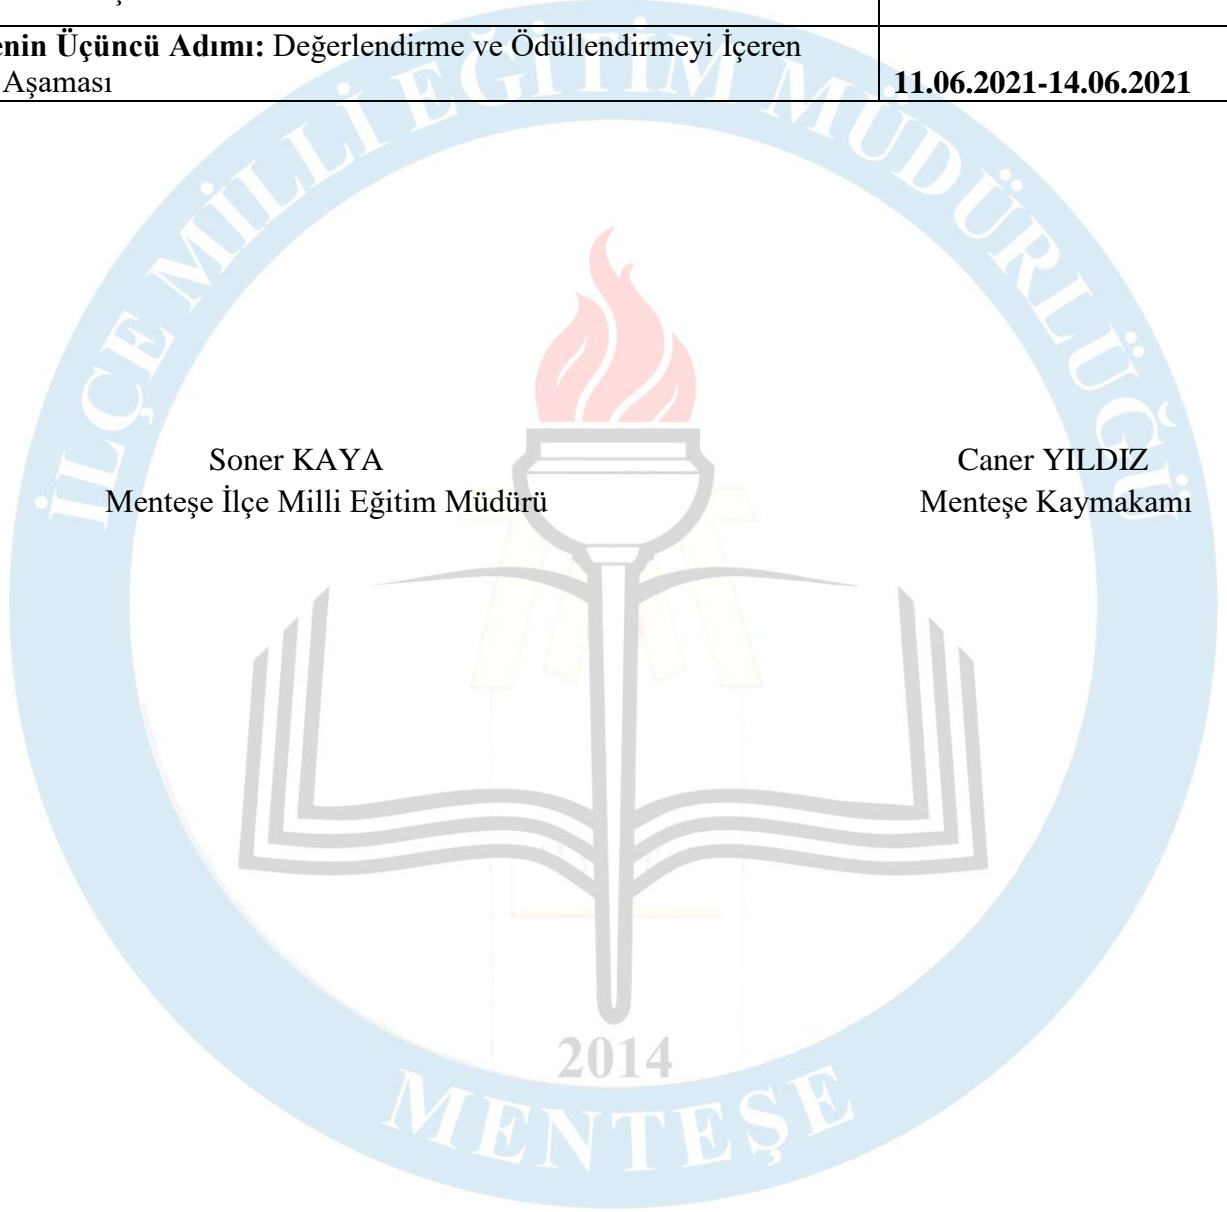 enin Üçüncü Adımı: Değerlendirme ve Ödüllendirmeyi İçeren
Aşaması
11.06.2021-14.06.2021
İLÇE MİLLİ EĞİTİM MÜDÜRLÜĞÜ
Soner KAYA
Caner YILDIZ
Menteşe İlçe Milli Eğitim Müdürü
Menteşe Kaymakamı
2014
MENTEŞE